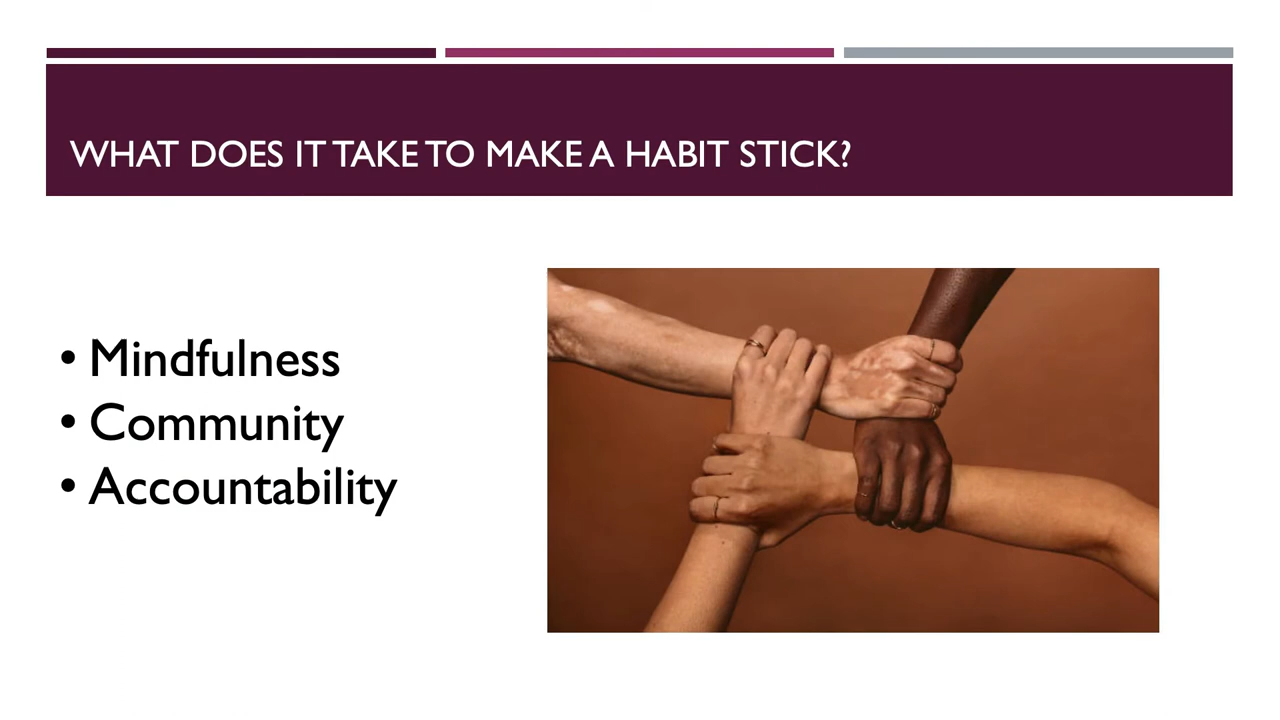 WHAT DOES IT TAKE TO MAKE A HABIT STICK?
• Mindfulness
• Community
• Accountability